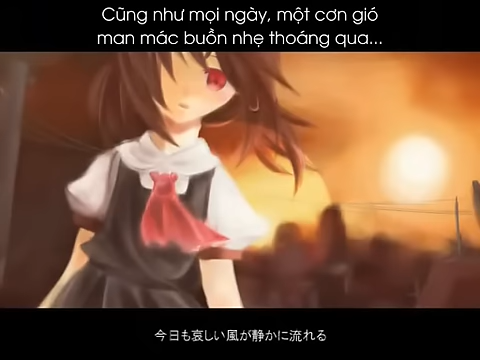 Cũng như mọi ngày, một cơn gió
man mác buồn nhẹ thoáng qua...
今日も哀しい風が静かに流れる